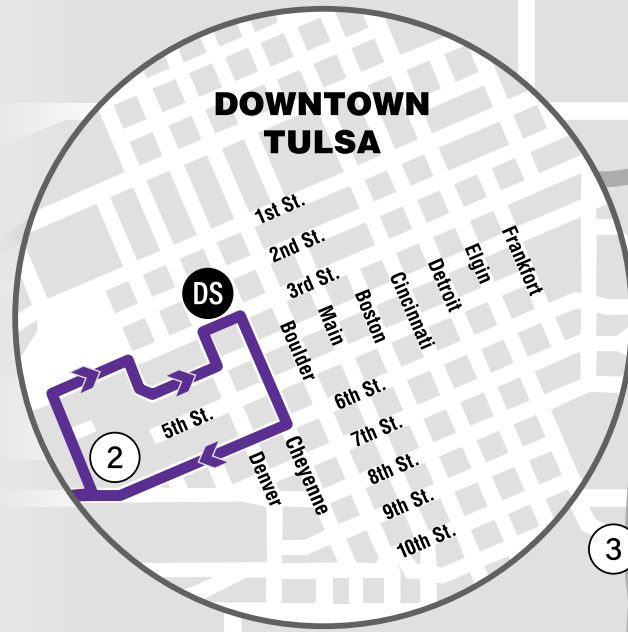 DOWNTOWN
TULSA
1st St.
2nd St.
3rd St.
DS
Frankfort
Elgin
Detroit
Cincinnati
Boston
Main
Boulder
6th St.
5th St.
7th St.
2
Cheyenne
Denver
8th St.
9th St.
10th St.
3